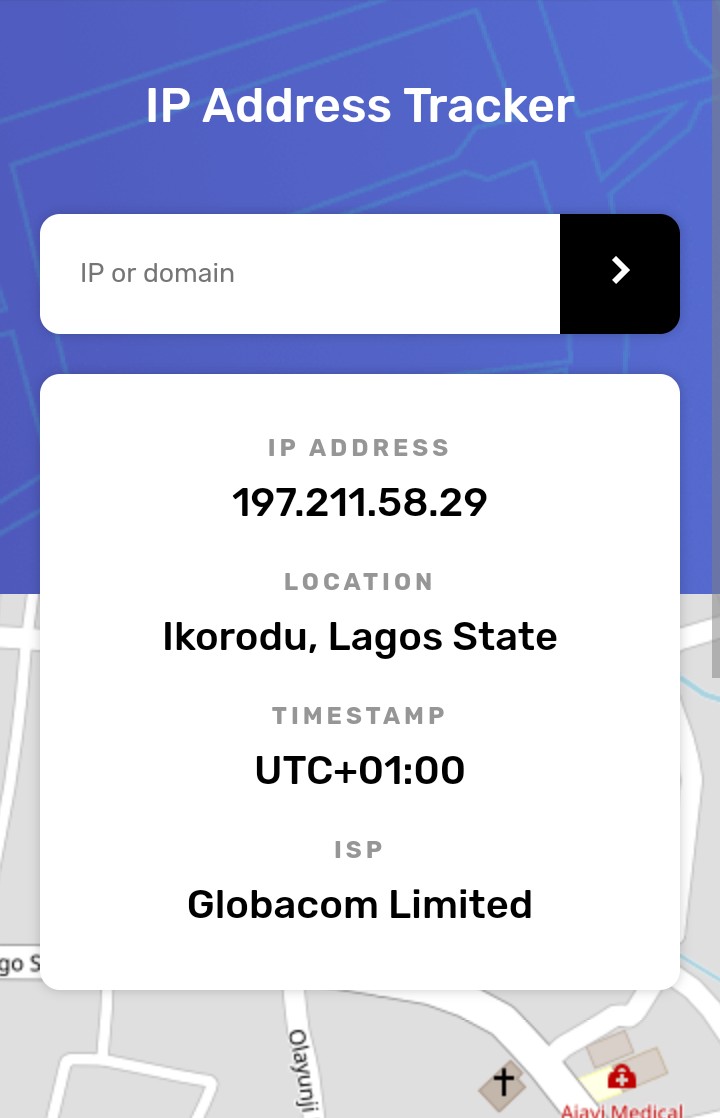 IP Address Tracker
IP or domain
IP ADDRESS
197.211.58.29
LOCATION
Ikorodu, Lagos State
TIMESTAMP
UTC+01:00
ISP
Globacom Limited
go S
Olayunji
Ajayi Medical